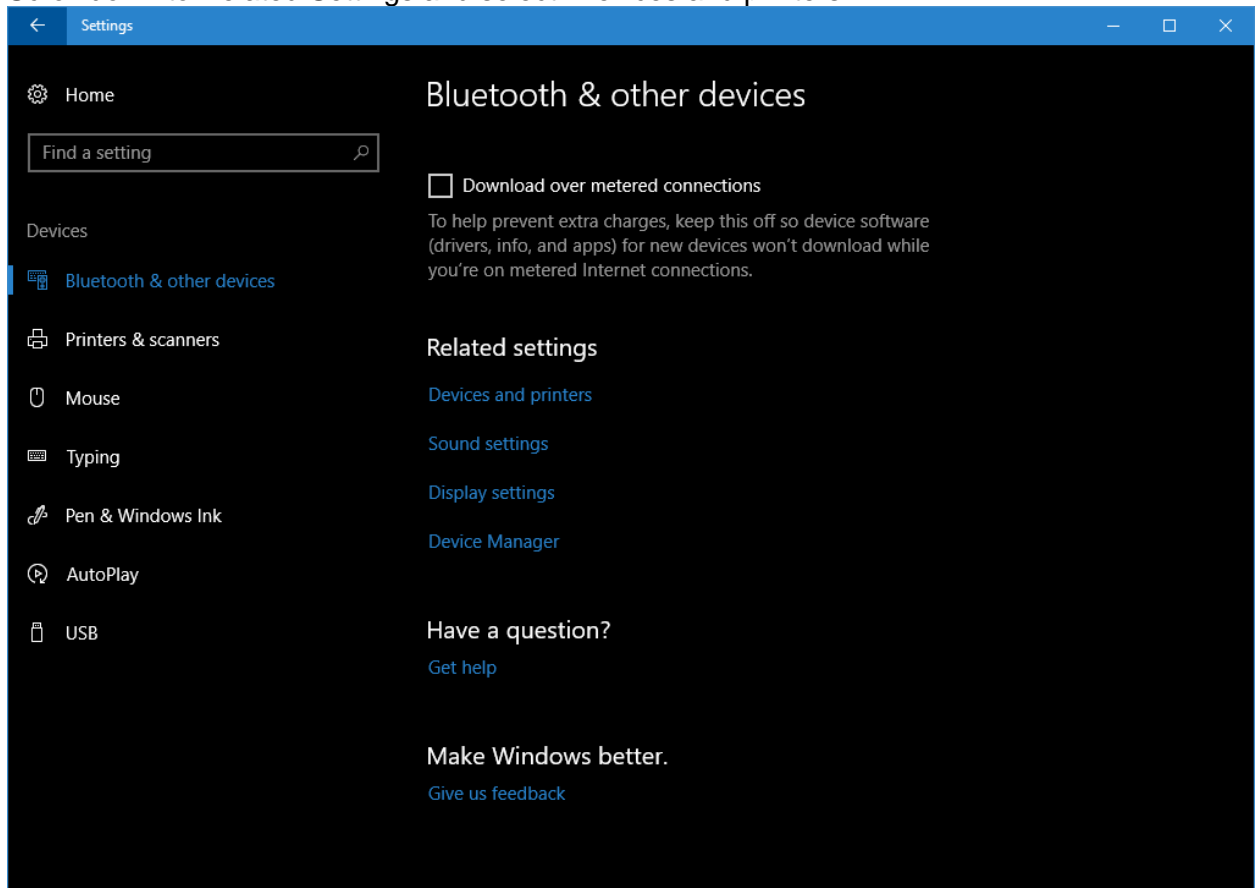 Settings
Home
Bluetooth & other devices
Find a setting
Download over metered connections
To help prevent extra charges, keep this off so device software
(drivers, info, and apps) for new devices won't download while
you're on metered Internet connections.
Devices
Bluetooth & other devices
Printers & scanners
Mouse
Typing
Pen & Windows Ink
AutoPlay
USB
Related settings
Devices and printers
Sound settings
Display settings
Device Manager
Have a question?
Get help
Make Windows better.
Give us feedback